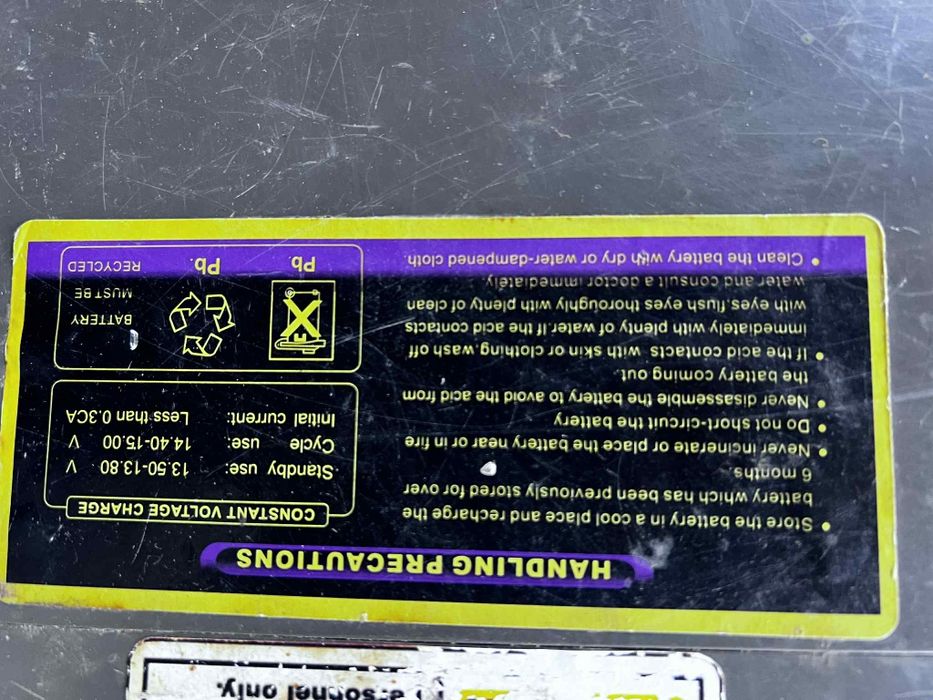 HANDLING PRECAUTIONS
• Store the battery in a cool place and recharge the
battery which has been previously stored for over
6 months.
• Never incinerate or place the battery near or in fire
• Do not short-circuit the battery
• Never disassemble the battery to avoid the acid from
the battery coming out.
• If the acid contacts with skin or clothing, wash off
immediately with plenty of water. If the acid contacts
with eyes, flush eyes thoroughly with plenty of clean
water and consult a doctor immediately.
• Clean the battery with dry or water-dampened cloth.
CONSTANT VOLTAGE CHARGE
Standby use: 13.50-13.80 V
Cycle use: 14.40-15.00 V
Initial current: Less than 0.3CA
Pb.
Pb.
BATTERY
MUST BE
RECYCLED
only.